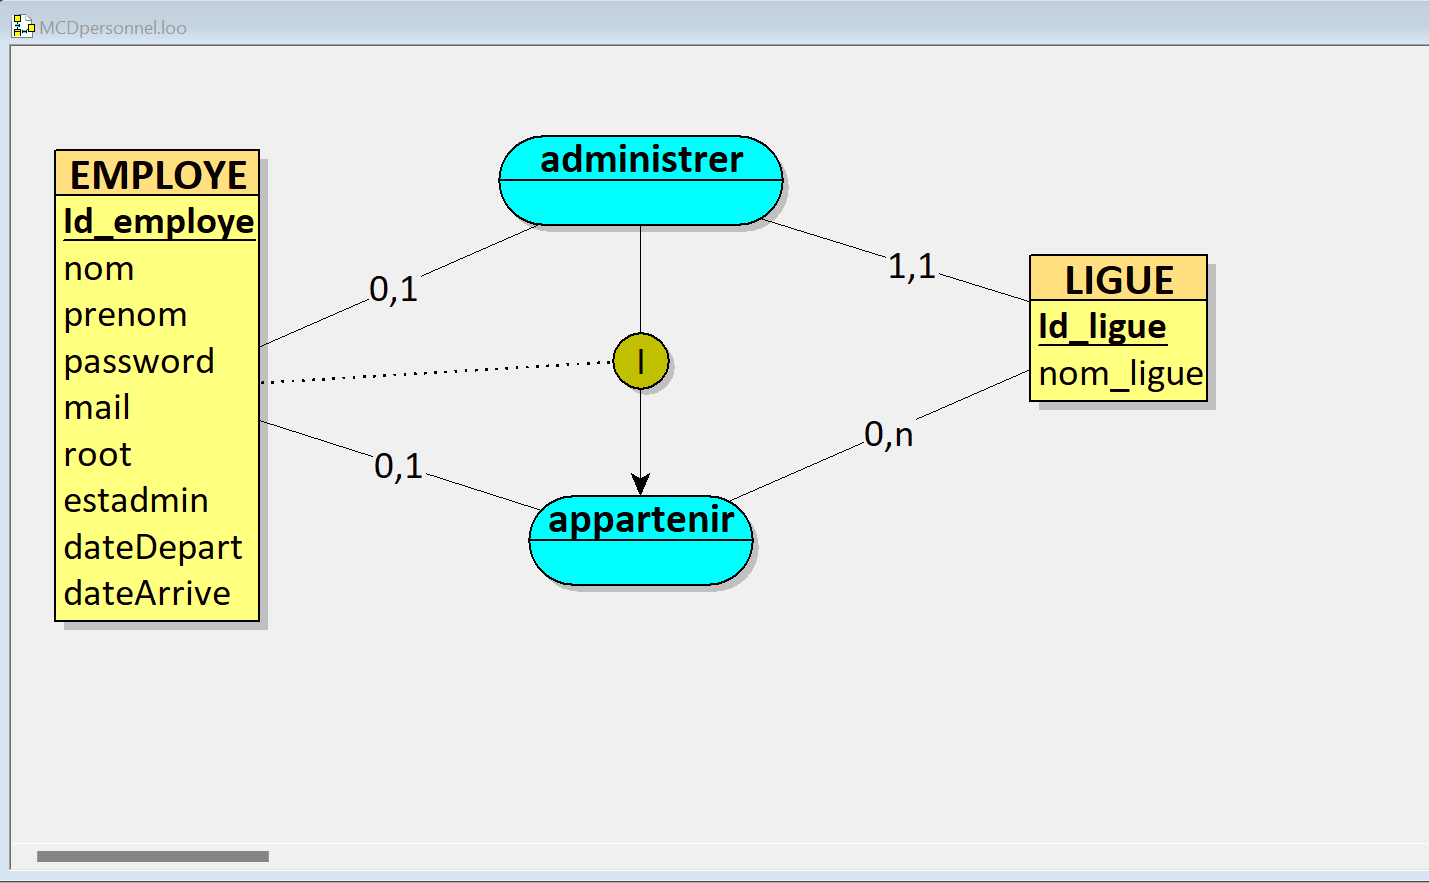 MCDpersonnel.loo
EMPLOYE
Id_employe
nom
prenom
password
mail
root
estadmin
dateDepart
dateArrive
administrer
0,1
1,1
I
0,1
0,n
appartenir
LIGUE
Id_ligue
nom_ligue